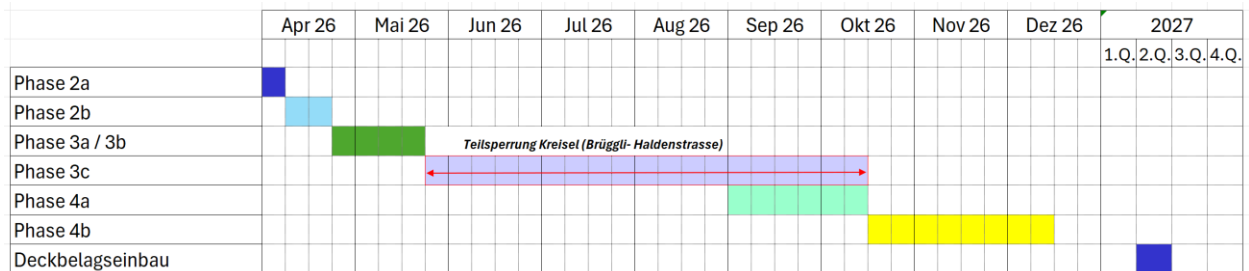 Apr 26 Mai 26 Jun 26 Jul 26 Aug 26 Sep 26 Okt 26 Nov 26 Dez 26 2027
1.Q. 2.Q. 3.Q. 4.Q.
Phase 2a
Phase 2b
Phase 3a / 3b
Teilsperrung Kreisel (Brüggli- Haldenstrasse)
Phase 3c
Phase 4a
Phase 4b
Deckbelagseinbau